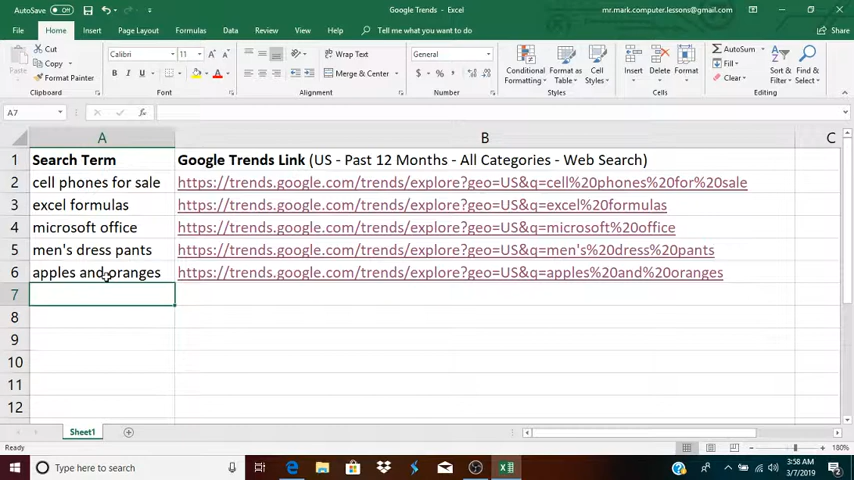 AutoSave Off Google Trends - Excel mr.mark.computer.lessons@gmail.com
File Home Insert Page Layout Formulas Data Review View Help Tell me what you want to do Share
Cut Calibri 11 A A Wrap Text General AutoSum
Copy Fill
Paste Format Painter B I U Merge & Center $ % Conditional Formatting Format as Table Cell Styles Insert Delete Format Clear Sort & Filter Find & Select
Clipboard Font Alignment Number Styles Cells Editing
A7 fx
A B C
1 Search Term Google Trends Link (US - Past 12 Months - All Categories - Web Search)
2 cell phones for sale https://trends.google.com/trends/explore?geo=US&q=cell%20phones%20for%20sale
3 excel formulas https://trends.google.com/trends/explore?geo=US&q=excel%20formulas
4 microsoft office https://trends.google.com/trends/explore?geo=US&q=microsoft%20office
5 men's dress pants https://trends.google.com/trends/explore?geo=US&q=men's%20dress%20pants
6 apples and oranges https://trends.google.com/trends/explore?geo=US&q=apples%20and%20oranges
7
8
9
10
11
12
Sheet1
Ready 180%
Type here to search 3:58 AM
3/7/2019 2